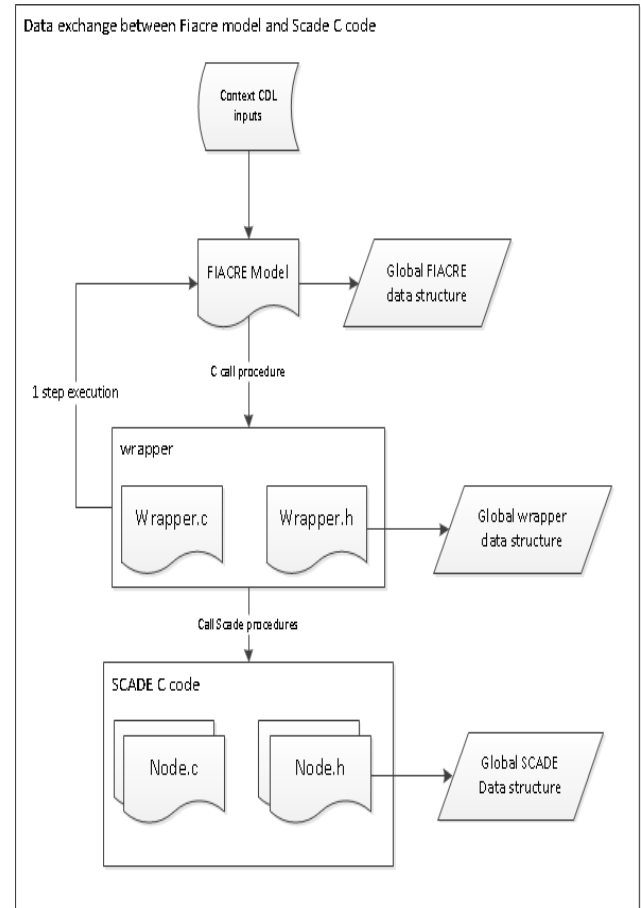 Data exchange between Fiacre model and Scade C code
Context CDL
inputs
FIACRE Model
Global FIACRE
data structure
C call procedure
1 step execution
wrapper
Wrapper.c
Wrapper.h
Global wrapper
data structure
Call Scade procedures
SCADE C code
Node.c
Node.h
Global SCADE
Data structure